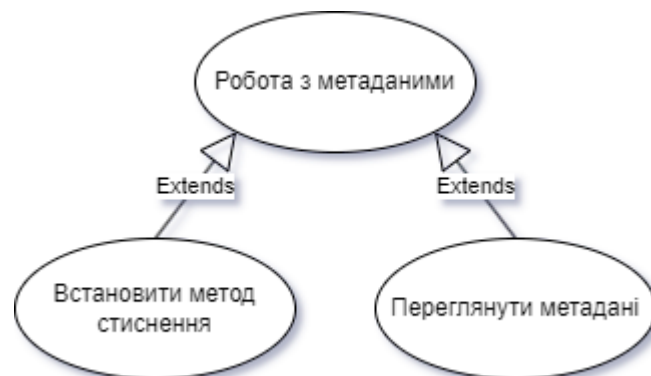 Робота з метаданими
Extends
Extends
Встановити метод
стиснення
Переглянути метадані